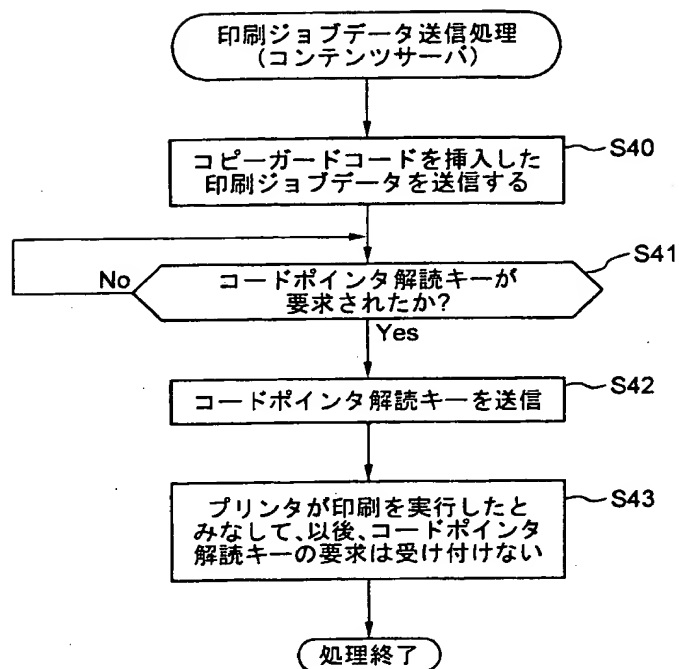 印刷ジョブデータ送信処理
(コンテンツサーバ)
コピーガードコードを挿入した
印刷ジョブデータを送信する
S40
コードポインタ解読キーが
要求されたか?
S41
No
Yes
コードポインタ解読キーを送信
S42
プリンタが印刷を実行したと
みなして、以後、コードポインタ
解読キーの要求は受け付けない
S43
処理終了